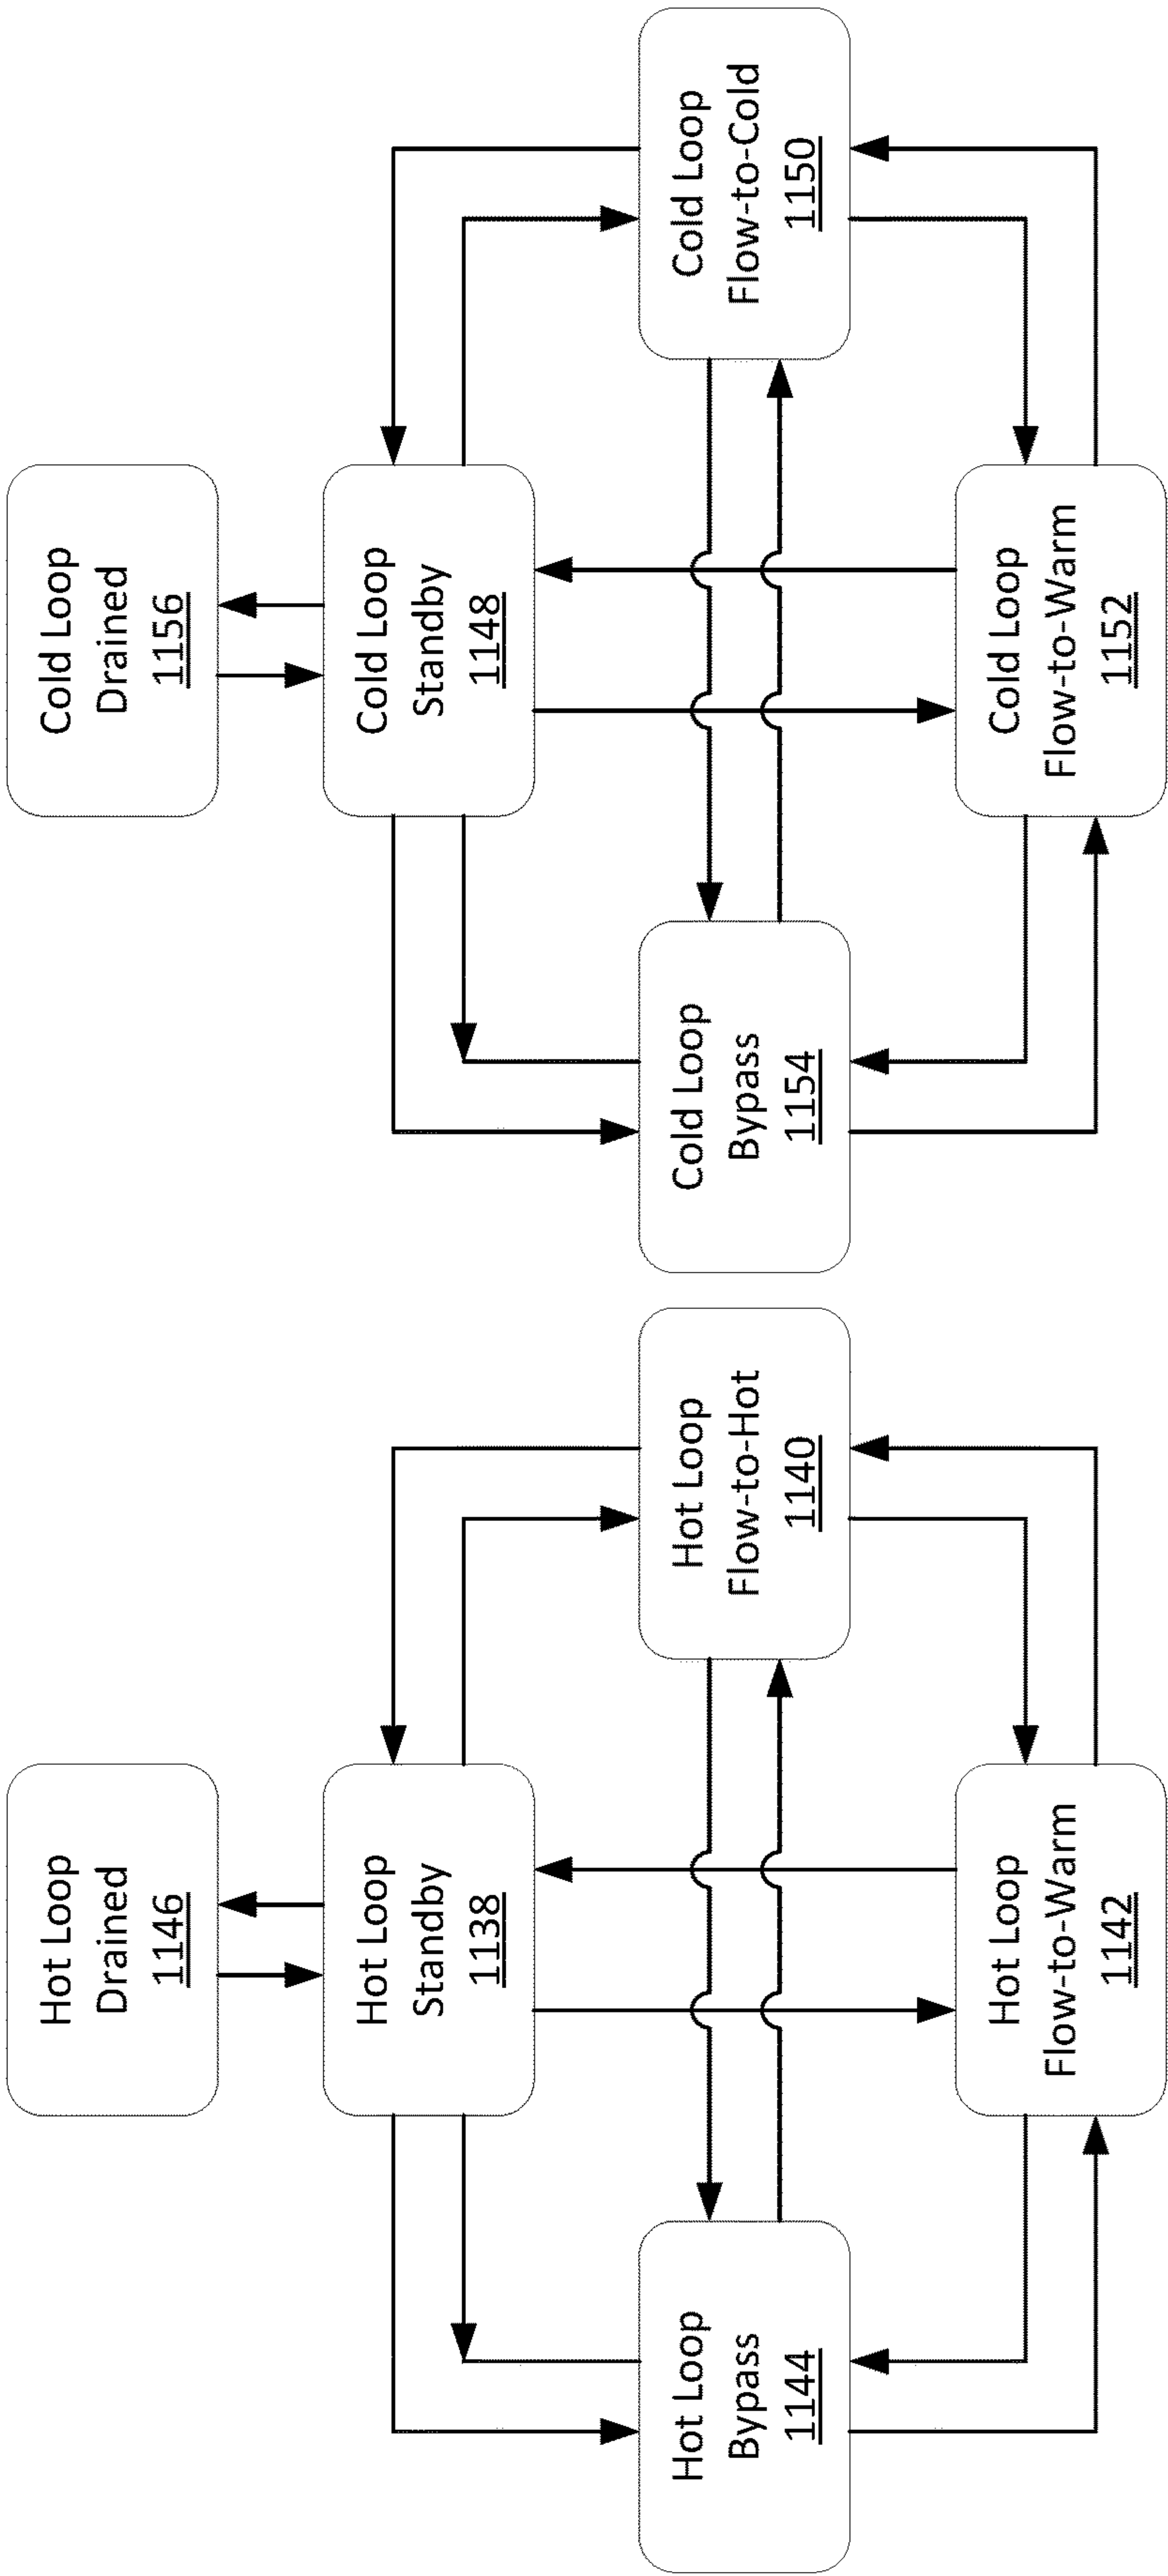 Hot Loop
Drained
1146
Hot Loop
Standby
1138
Hot Loop
Bypass
1144
Hot Loop
Flow-to-Hot
1140
Hot Loop
Flow-to-Warm
1142
Cold Loop
Drained
1156
Cold Loop
Standby
1148
Cold Loop
Bypass
1154
Cold Loop
Flow-to-Cold
1150
Cold Loop
Flow-to-Warm
1152